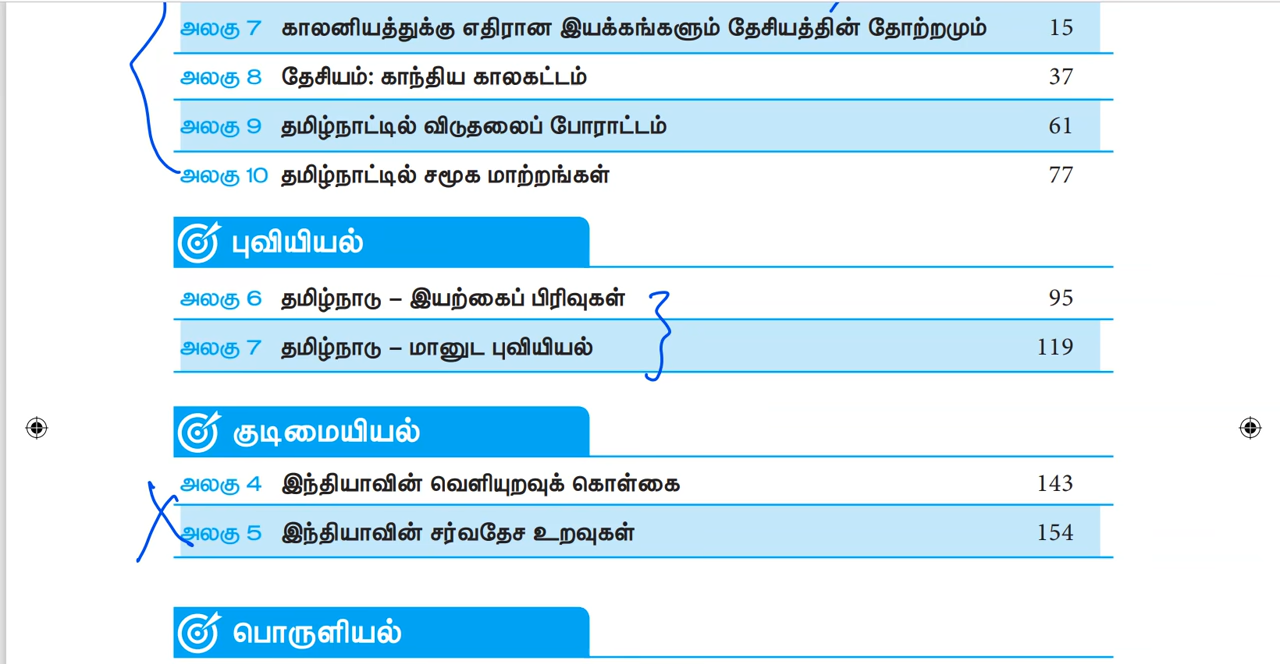 அலகு 7 காலனியத்துக்கு எதிரான இயக்கங்களும் தேசியத்தின் தோற்றமும் 15
அலகு 8 தேசியம்: காந்திய காலகட்டம் 37
அலகு 9 தமிழ்நாட்டில் விடுதலைப் போராட்டம் 61
அலகு 10 தமிழ்நாட்டில் சமூக மாற்றங்கள் 77
புவியியல்
அலகு 6 தமிழ்நாடு – இயற்கைப் பிரிவுகள் 95
அலகு 7 தமிழ்நாடு – மானுட புவியியல் 119
குடிமையியல்
அலகு 4 இந்தியாவின் வெளியுறவுக் கொள்கை 143
அலகு 5 இந்தியாவின் சர்வதேச உறவுகள் 154
பொருளியல்